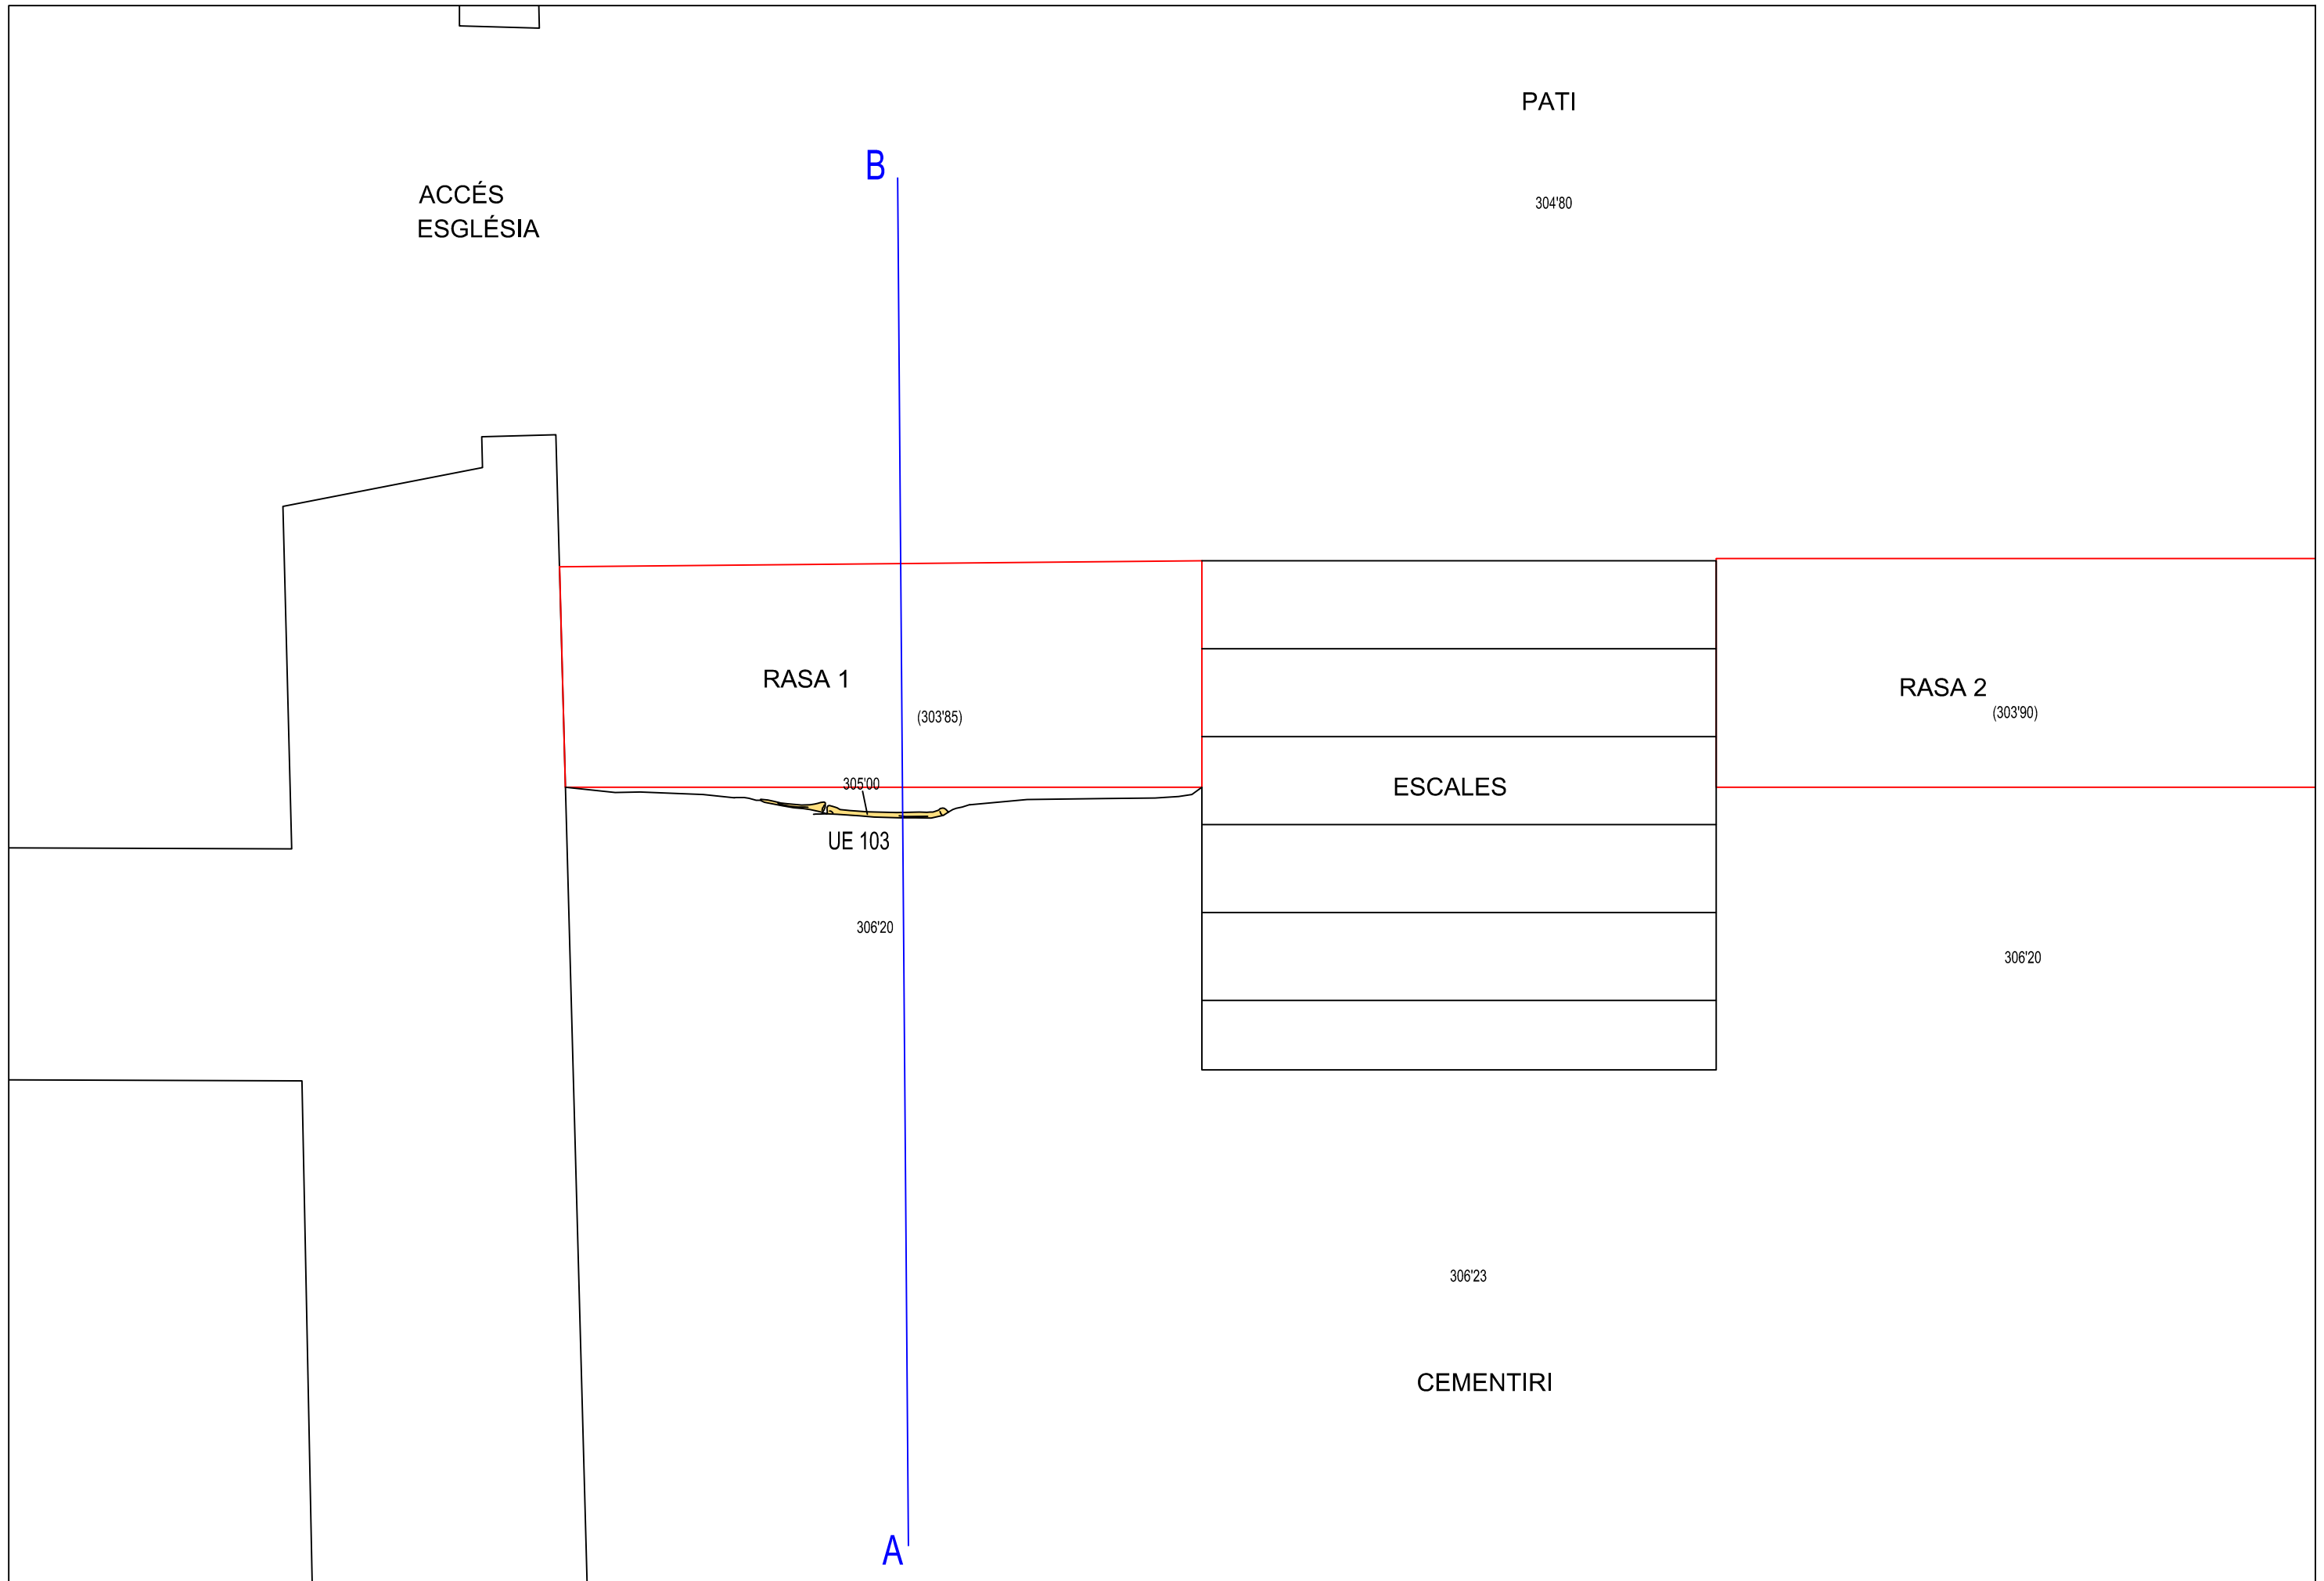 PATI
B
ACCÉS
ESGLÉSIA
304'80
RASA 1
RASA 2
(303'85)
(303'90)
305'00
ESCALES
UE 103
306'20
306'20
306'23
CEMENTIRI
A